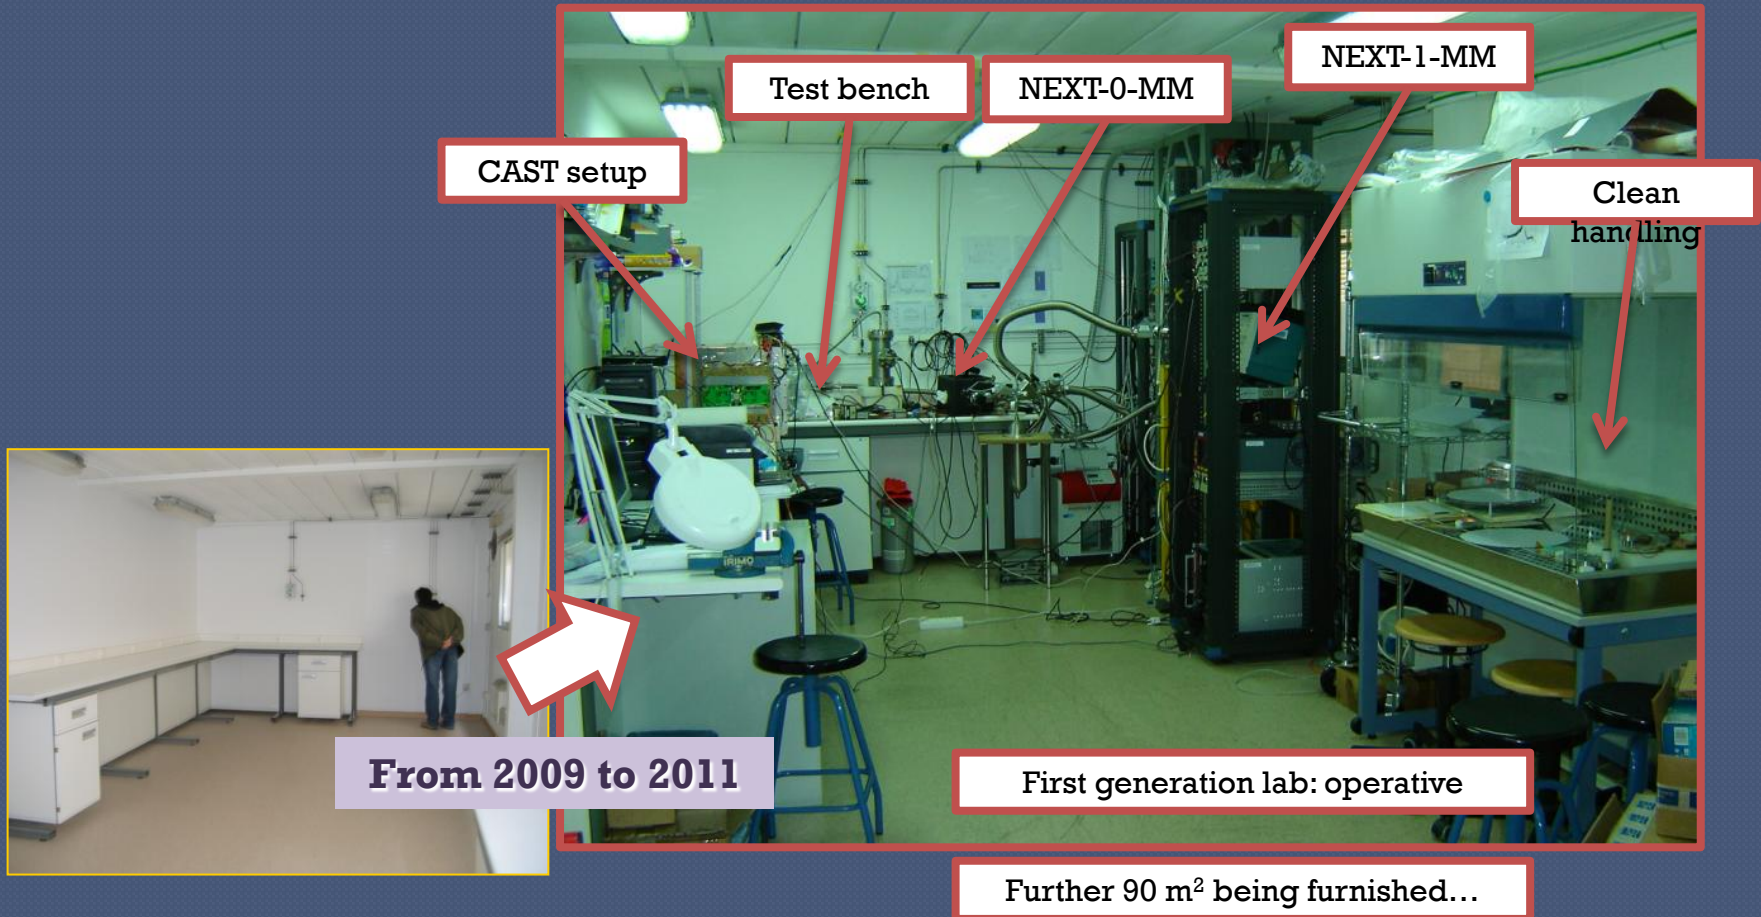 NEXT-1-MM
Test bench
NEXT-0-MM
CAST setup
Clean
handling
IRIMO
From 2009 to 2011
First generation lab: operative
Further 90 m² being furnished…